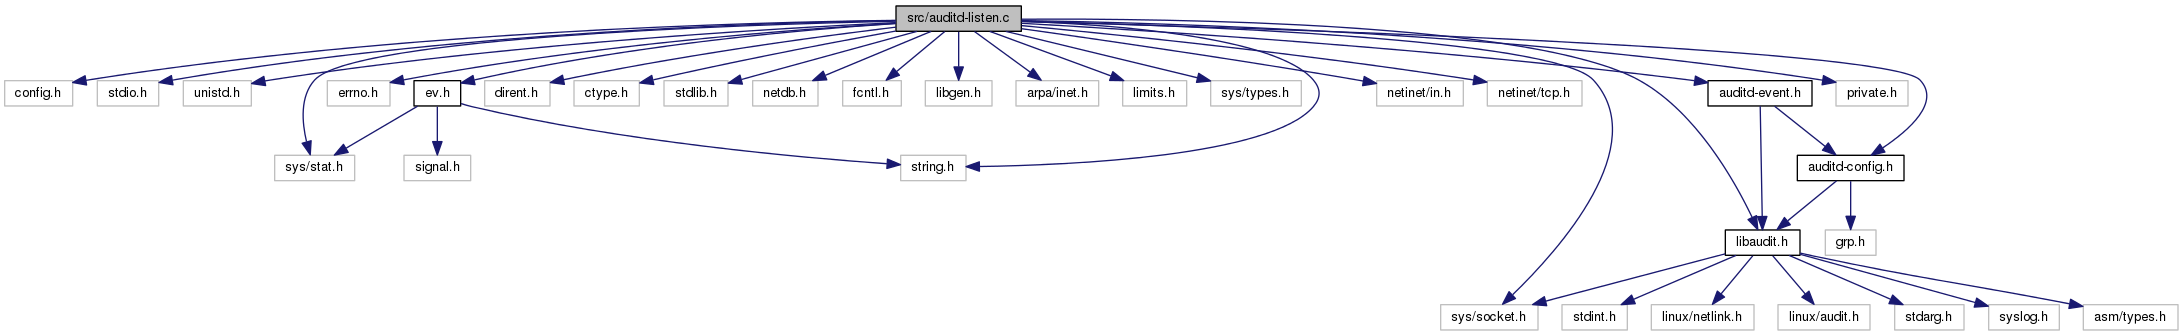 src/auditd-listen.c
config.h
stdio.h
unistd.h
errno.h
ev.h
dirent.h
ctype.h
stdlib.h
netdb.h
fcntl.h
libgen.h
arpa/inet.h
limits.h
sys/types.h
netinet/in.h
netinet/tcp.h
auditd-event.h
private.h
sys/stat.h
signal.h
string.h
auditd-config.h
libaudit.h
grp.h
sys/socket.h
stdint.h
linux/netlink.h
linux/audit.h
stdarg.h
syslog.h
asm/types.h